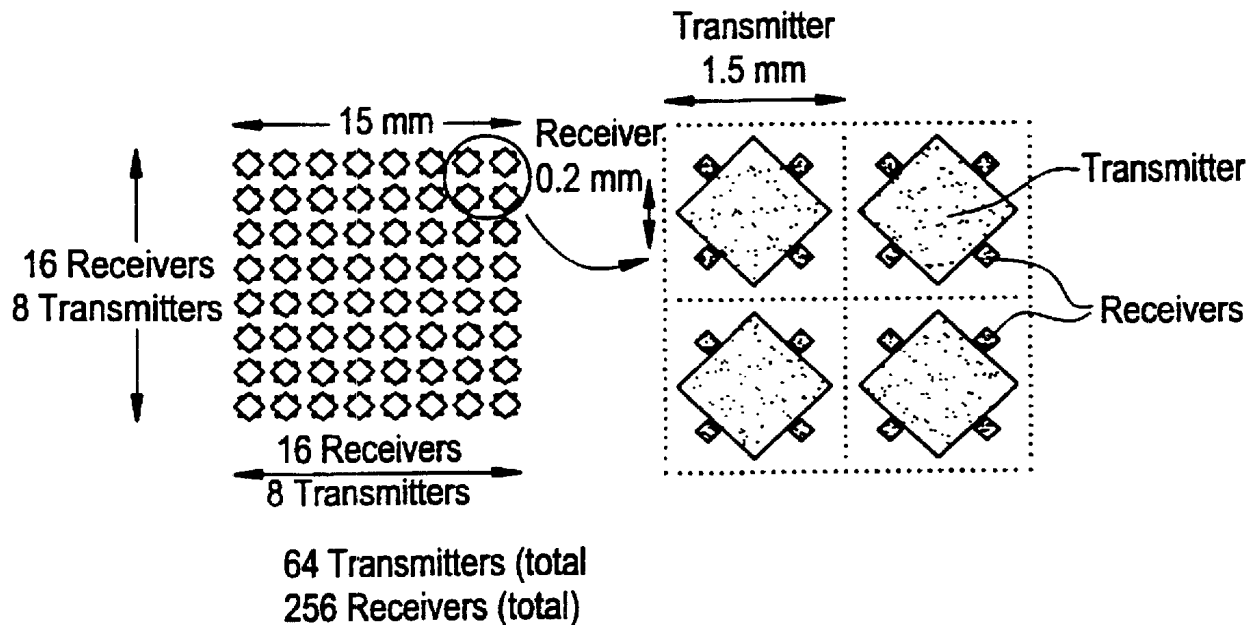 Transmitter
1.5 mm
15 mm
Receiver
0.2 mm
Transmitter
16 Receivers
8 Transmitters
Receivers
16 Receivers
8 Transmitters
64 Transmitters (total
256 Receivers (total)